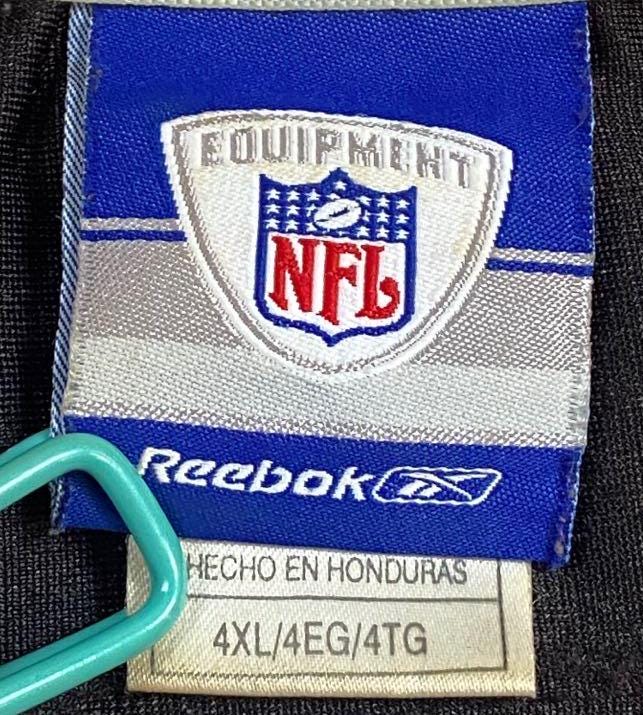 EQUIPMENT
NFL
Reebok
HECHO EN HONDURAS
4XL/4EG/4TG